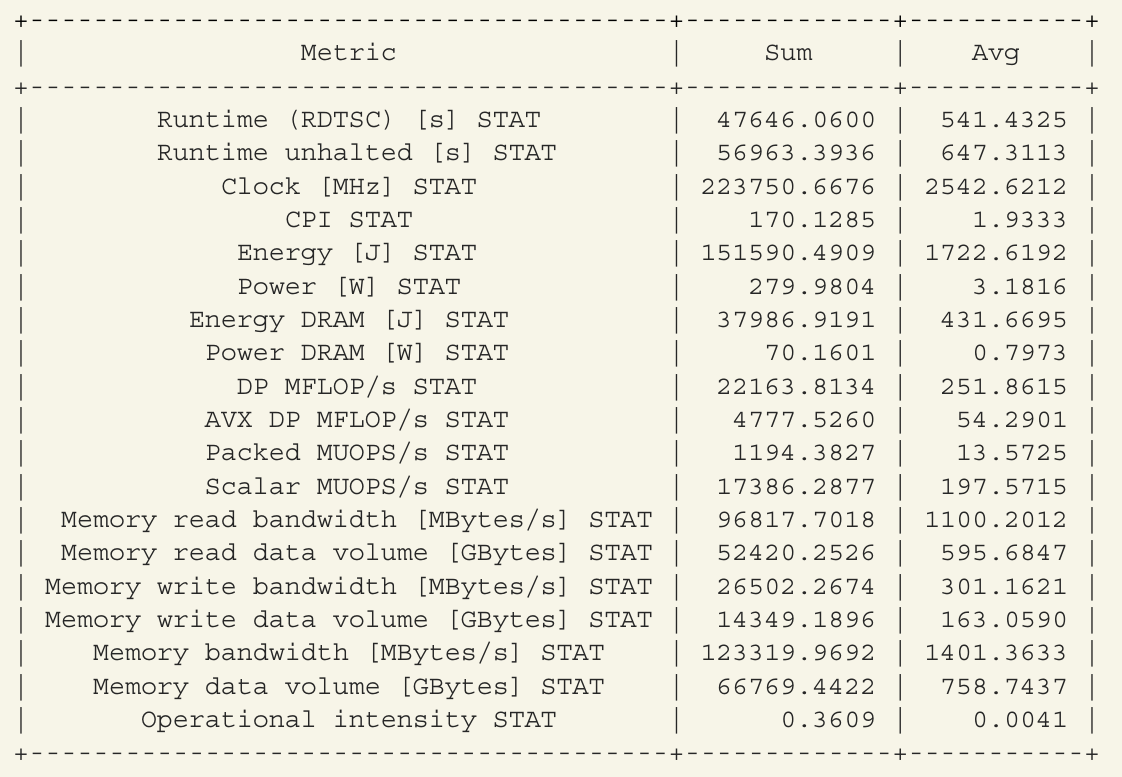 +----------------------------------------+-------------+-----------+
| Metric | Sum | Avg |
+----------------------------------------+-------------+-----------+
| Runtime (RDTSC) [s] STAT | 47646.0600 | 541.4325 |
| Runtime unhalted [s] STAT | 56963.3936 | 647.3113 |
| Clock [MHz] STAT | 223750.6676 | 2542.6212 |
| CPI STAT | 170.1285 | 1.9333 |
| Energy [J] STAT | 151590.4909 | 1722.6192 |
| Power [W] STAT | 279.9804 | 3.1816 |
| Energy DRAM [J] STAT | 37986.9191 | 431.6695 |
| Power DRAM [W] STAT | 70.1601 | 0.7973 |
| DP MFLOP/s STAT | 22163.8134 | 251.8615 |
| AVX DP MFLOP/s STAT | 4777.5260 | 54.2901 |
| Packed MUOPS/s STAT | 1194.3827 | 13.5725 |
| Scalar MUOPS/s STAT | 17386.2877 | 197.5715 |
| Memory read bandwidth [MBytes/s] STAT | 96817.7018 | 1100.2012 |
| Memory read data volume [GBytes] STAT | 52420.2526 | 595.6847 |
| Memory write bandwidth [MBytes/s] STAT | 26502.2674 | 301.1621 |
| Memory write data volume [GBytes] STAT | 14349.1896 | 163.0590 |
| Memory bandwidth [MBytes/s] STAT | 123319.9692 | 1401.3633 |
| Memory data volume [GBytes] STAT | 66769.4422 | 758.7437 |
| Operational intensity STAT | 0.3609 | 0.0041 |
+----------------------------------------+-------------+-----------+